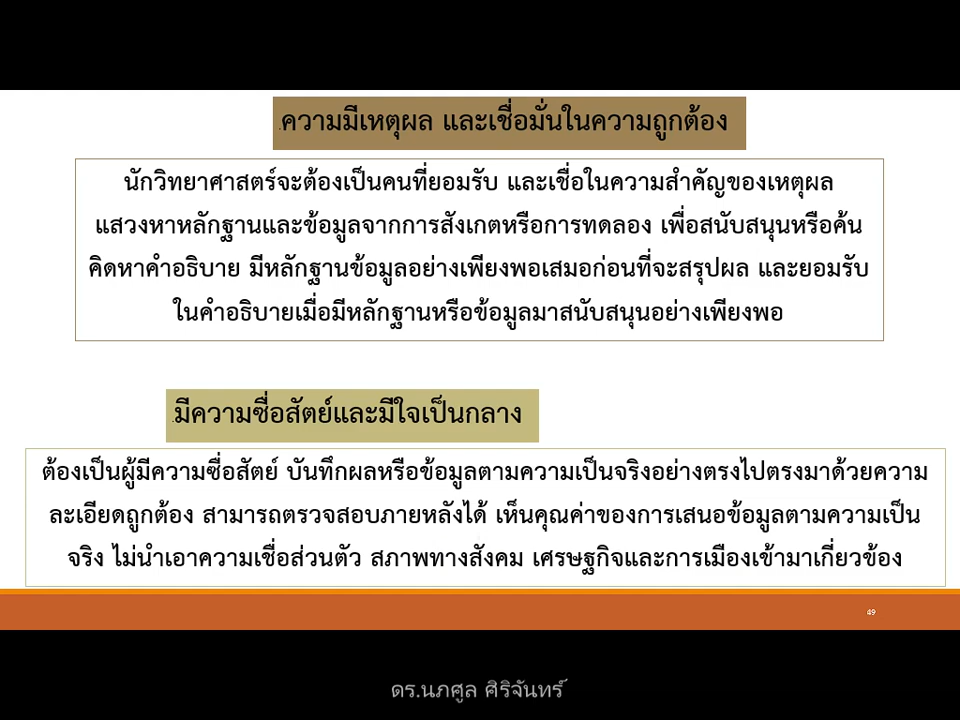 ความมีเหตุผล และเชื่อมั่นในความถูกต้อง
นักวิทยาศาสตร์จะต้องเป็นคนที่ยอมรับ และเชื่อในความสำคัญของเหตุผล
แสวงหาหลักฐานและข้อมูลจากการสังเกตหรือการทดลอง เพื่อสนับสนุนหรือค้น
คิดหาคำอธิบาย มีหลักฐานข้อมูลอย่างเพียงพอเสมอก่อนที่จะสรุปผล และยอมรับ
ในคำอธิบายเมื่อมีหลักฐานหรือข้อมูลมาสนับสนุนอย่างเพียงพอ
มีความซื่อสัตย์และมีใจเป็นกลาง
ต้องเป็นผู้มีความซื่อสัตย์ บันทึกผลหรือข้อมูลตามความเป็นจริงอย่างตรงไปตรงมาด้วยความ
ละเอียดถูกต้อง สามารถตรวจสอบภายหลังได้ เห็นคุณค่าของการเสนอข้อมูลตามความเป็น
จริง ไม่นำเอาความเชื่อส่วนตัว สภาพทางสังคม เศรษฐกิจและการเมืองเข้ามาเกี่ยวข้อง
49
ดร.นภศูล ศิริจันทร์